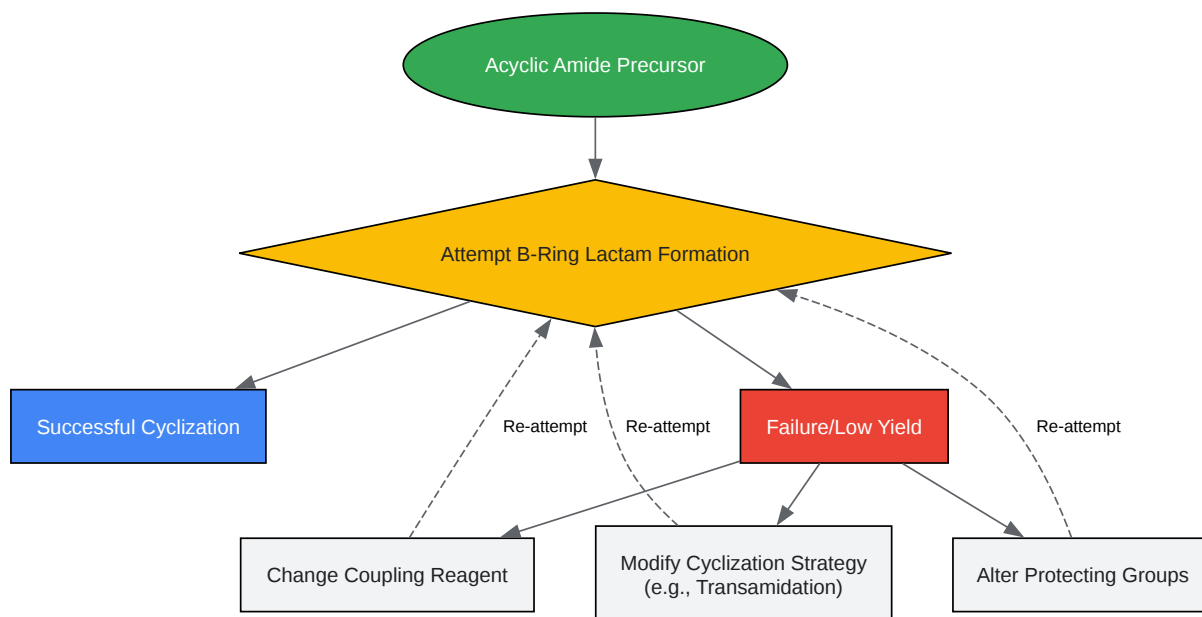 Acyclic Amide Precursor
Attempt B-Ring Lactam Formation
Successful Cyclization
Re-attempt
Re-attempt
Failure/Low Yield
Re-attempt
Change Coupling Reagent
Modify Cyclization Strategy
(e.g., Transamidation)
Alter Protecting Groups